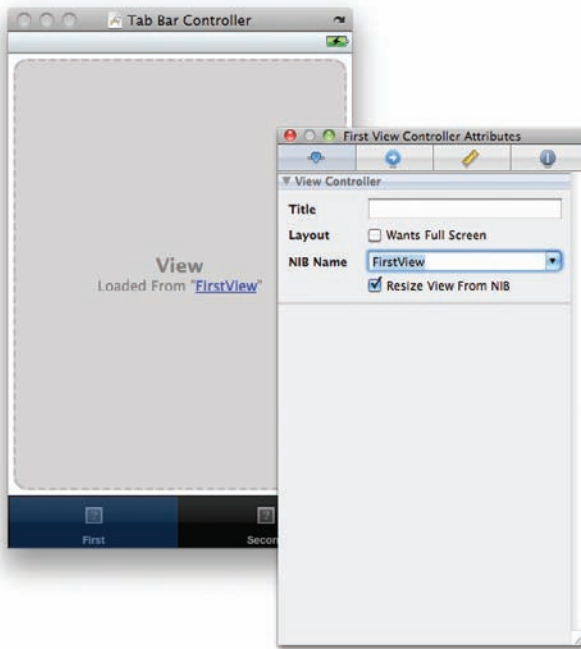 Tab Bar Controller
View
Loaded From "FirstView"
First
First View Controller Attributes
View Controller
Title
Layout
Wants Full Screen
NIB Name
FirstView
Resize View From NIB